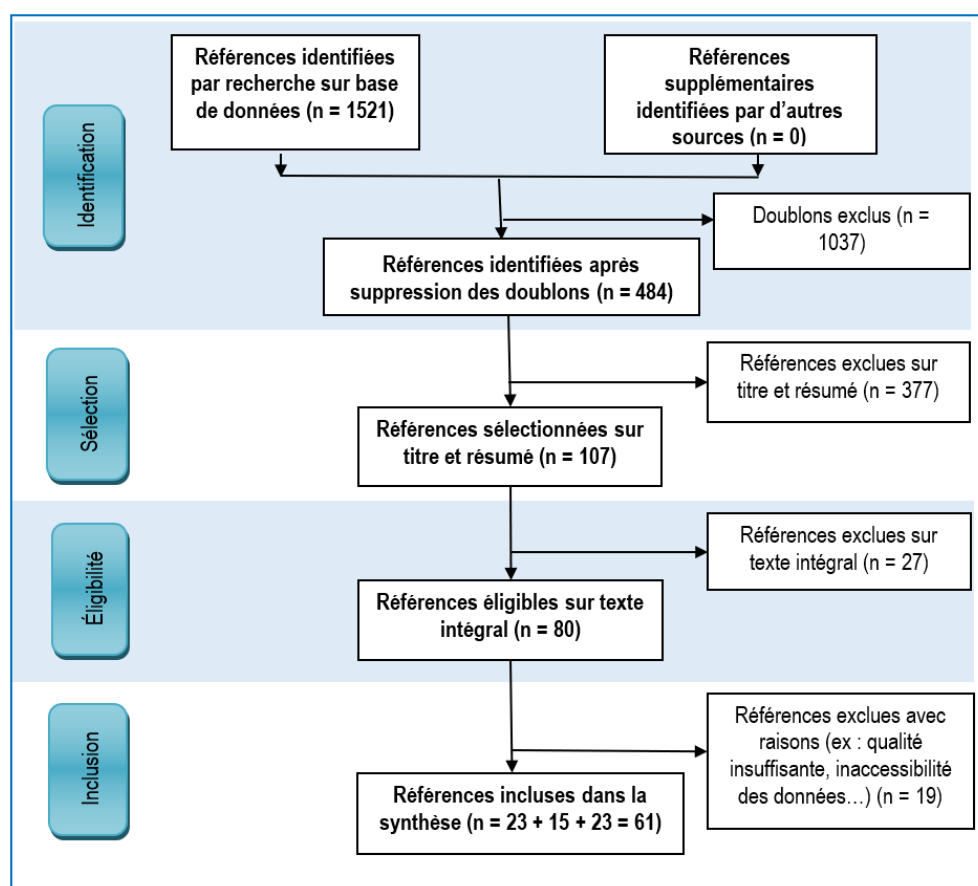 Références identifiées
par recherche sur base
de données (n = 1521)
Références
supplémentaires
identifiées par d’autres
sources (n = 0)
Identification
Doublons exclus (n =
1037)
Références identifiées après
suppression des doublons (n = 484)
Sélection
Références exclues sur
titre et résumé (n = 377)
Références sélectionnées sur
titre et résumé (n = 107)
Éligibilité
Références exclues sur
texte intégral (n = 27)
Références éligibles sur texte
intégral (n = 80)
Inclusion
Références exclues avec
raisons (ex : qualité
insuffisante, inaccessibilité
des données…) (n = 19)
Références incluses dans la
synthèse (n = 23 + 15 + 23 = 61)